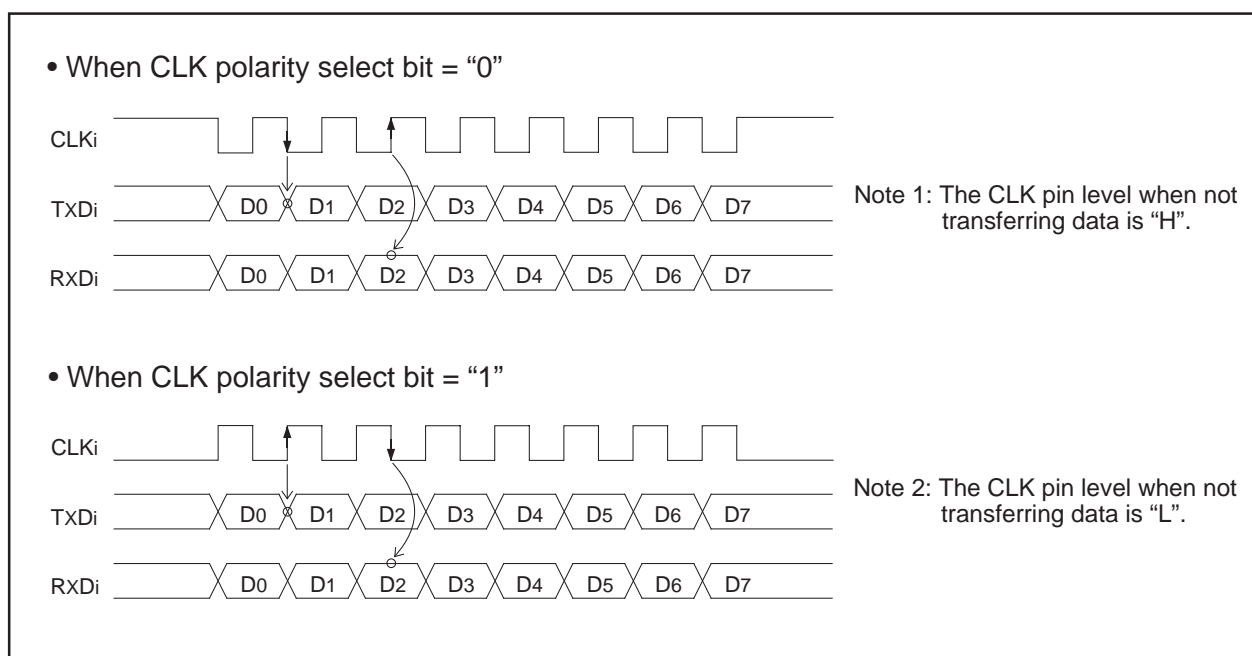 • When CLK polarity select bit = “0”
CLKi
TXDi D0 D1 D2 D3 D4 D5 D6 D7
RXDi D0 D1 D2 D3 D4 D5 D6 D7
Note 1: The CLK pin level when not
transferring data is “H”.
• When CLK polarity select bit = “1”
CLKi
TXDi D0 D1 D2 D3 D4 D5 D6 D7
RXDi D0 D1 D2 D3 D4 D5 D6 D7
Note 2: The CLK pin level when not
transferring data is “L”.